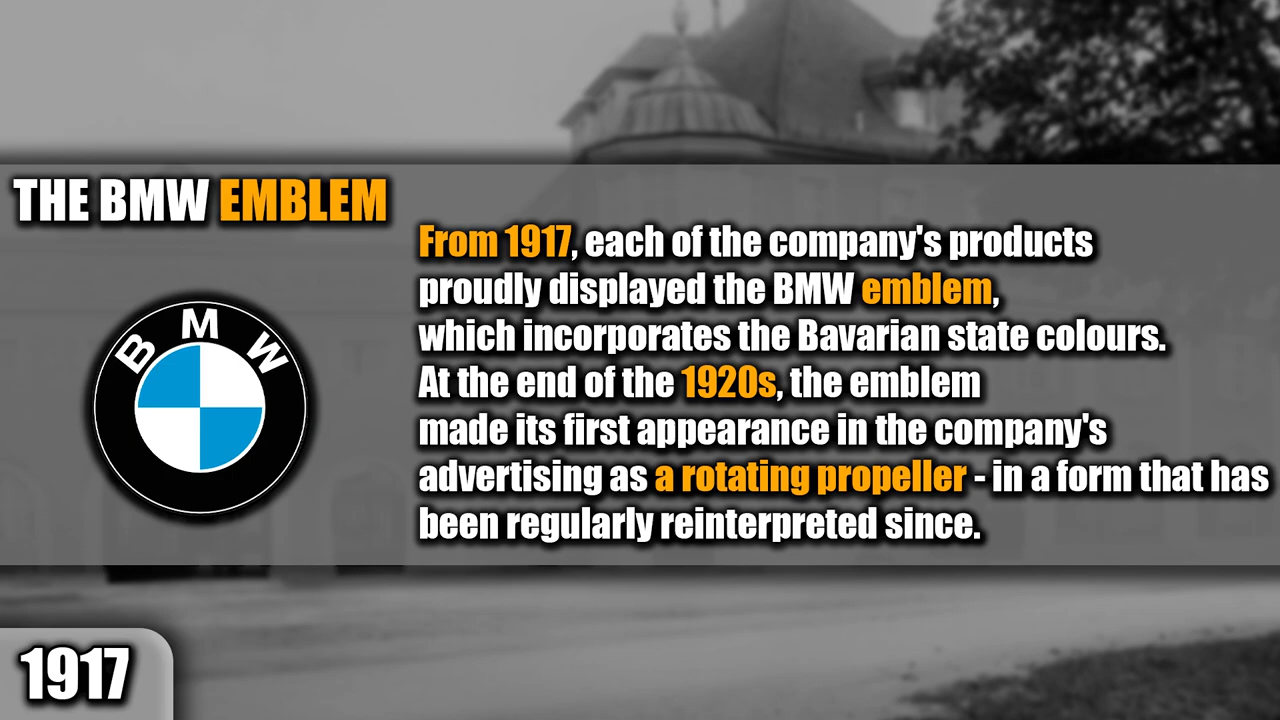 THE BMW EMBLEM
From 1917, each of the company's products
proudly displayed the BMW emblem,
which incorporates the Bavarian state colours.
At the end of the 1920s, the emblem
made its first appearance in the company's
advertising as a rotating propeller - in a form that has
been regularly reinterpreted since.
BMW
1917